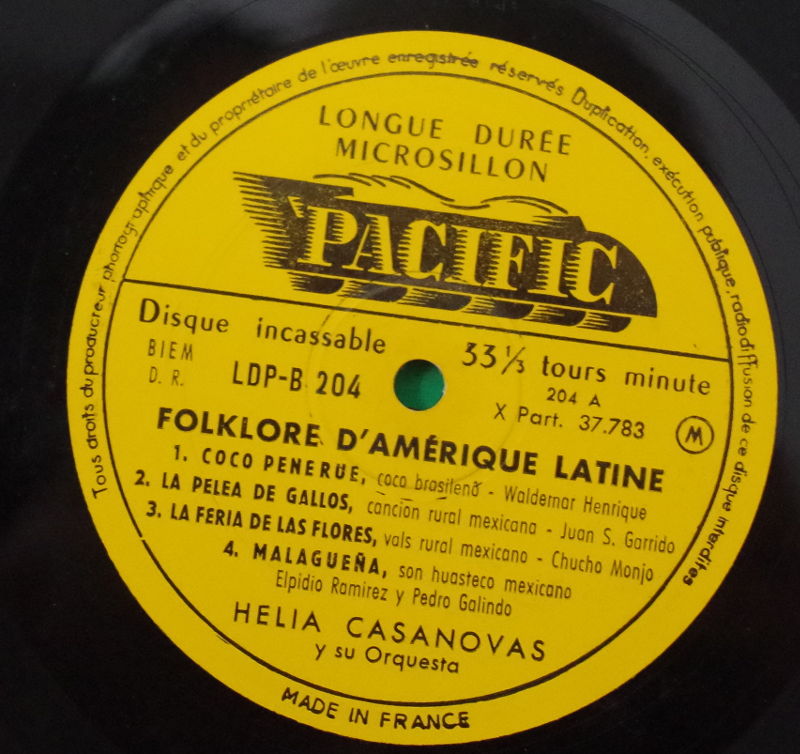 Tous droits du producteur phonographique et du propriétaire de l'œuvre enregistrée réservés Duplication, exécution publique, radiodiffusion de ce disque interdites
LONGUE DURÉE
MICROSILLON
PACIFIC
Disque incassable
33 1/3 tours minute
BIEM
D. R.
LDP-B 204
204 A
X Part. 37.783
M
FOLKLORE D'AMÉRIQUE LATINE
1. COCO PENERÜE, coco brasileño - Waldemar Henrique
2. LA PELEA DE GALLOS, canción rural mexicana - Juan S. Garrido
3. LA FERIA DE LAS FLORES, vals rural mexicano - Chucho Monjo
4. MALAGUEÑA, son huasteco mexicano
Elpidio Ramirez y Pedro Galindo
HELIA CASANOVAS
y su Orquesta
MADE IN FRANCE